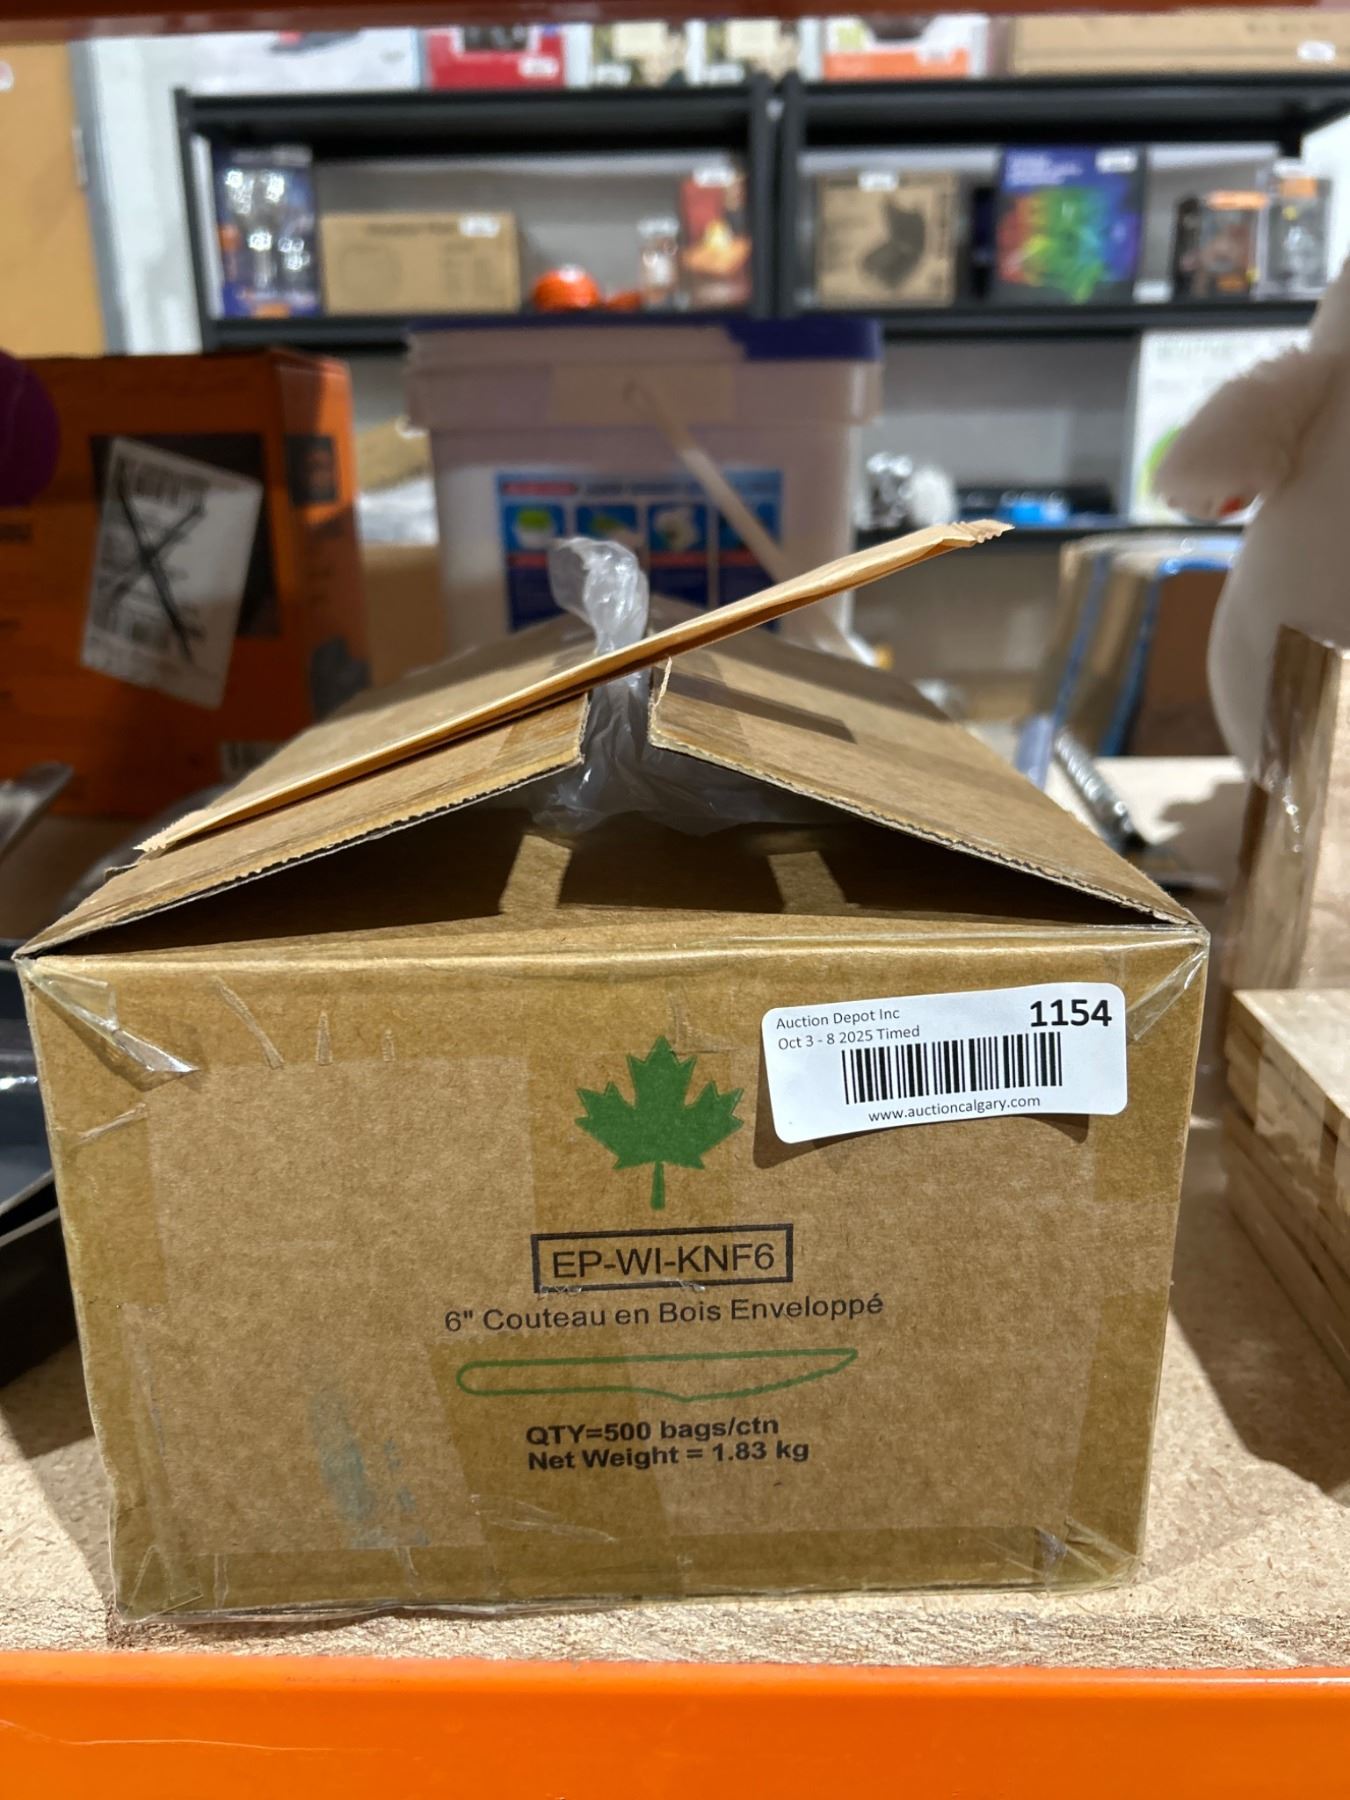 Auction Depot Inc
1154
Oct 3 - 8 2025 Timed
www.auctioncalgary.com
EP-WI-KNF6
6" Couteau en Bois Enveloppé
QTY=500 bags/ctn
Net Weight = 1.83 kg